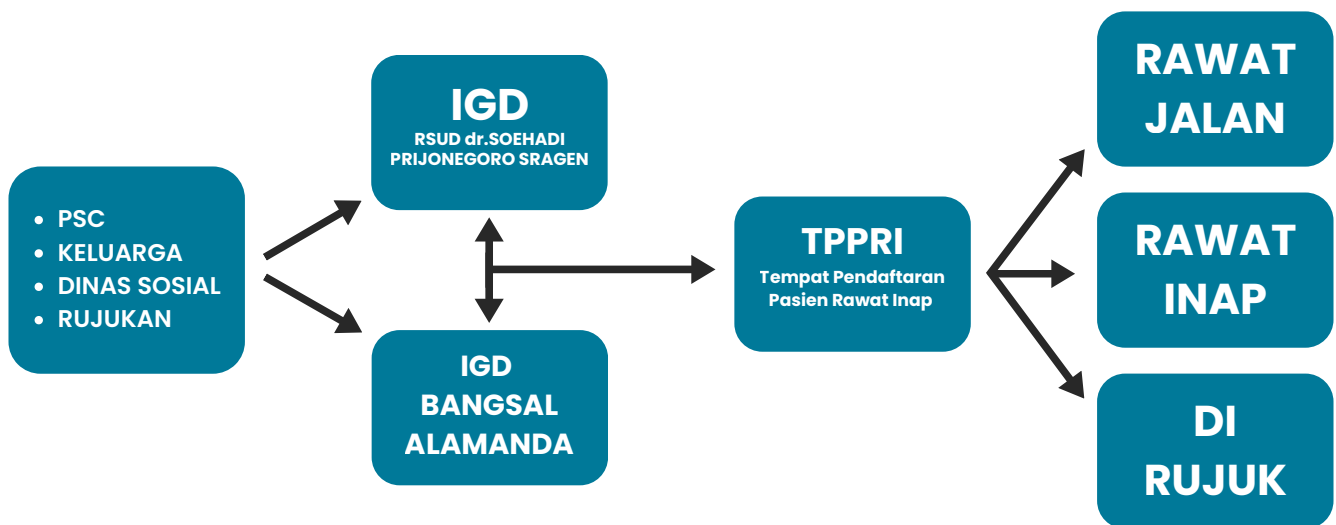 PSC
KELUARGA
DINAS SOSIAL
RUJUKAN
IGD
RSUD dr.SOEHADI
PRIJONEGORO SRAGEN
IGD
BANGSAL
ALAMANDA
TPPRI
Tempat Pendaftaran
Pasien Rawat Inap
RAWAT
JALAN
RAWAT
INAP
DI
RUJUK